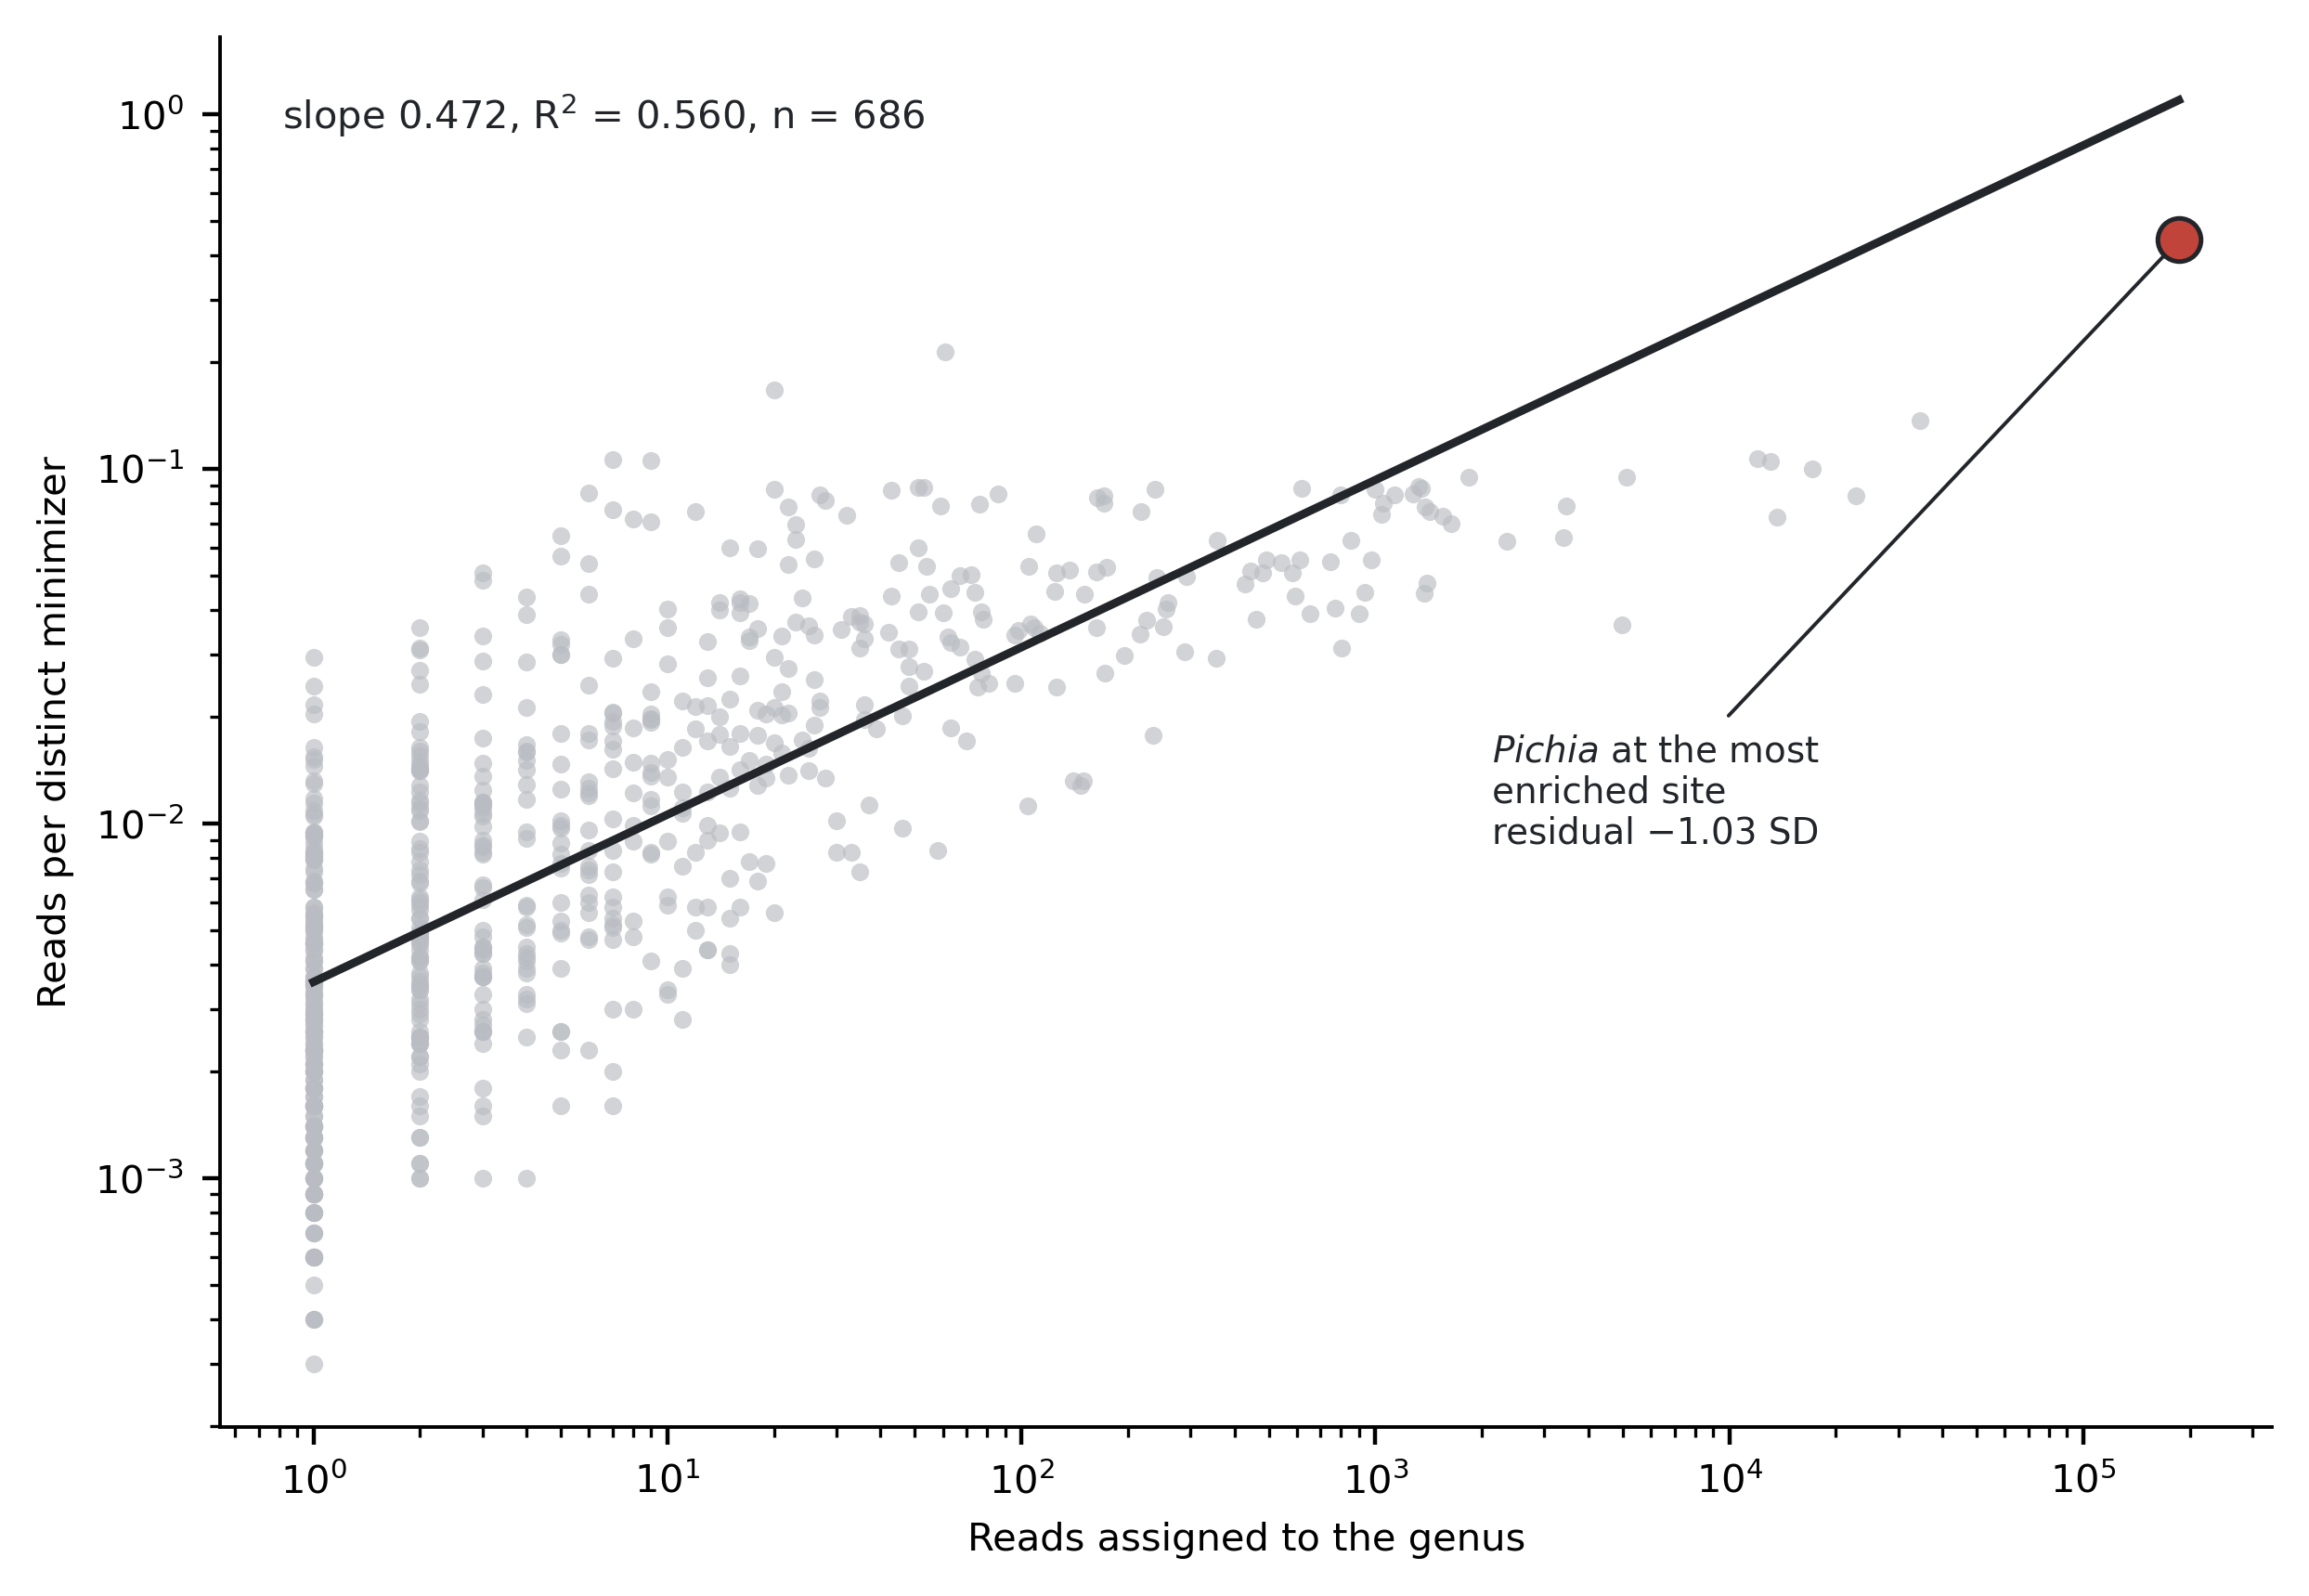 slope 0.472, R² = 0.560, n = 686
10⁰
10⁻¹
10⁻²
10⁻³
Reads per distinct minimizer
Pichia at the most
enriched site
residual −1.03 SD
10⁰ 10¹ 10² 10³ 10⁴ 10⁵
Reads assigned to the genus